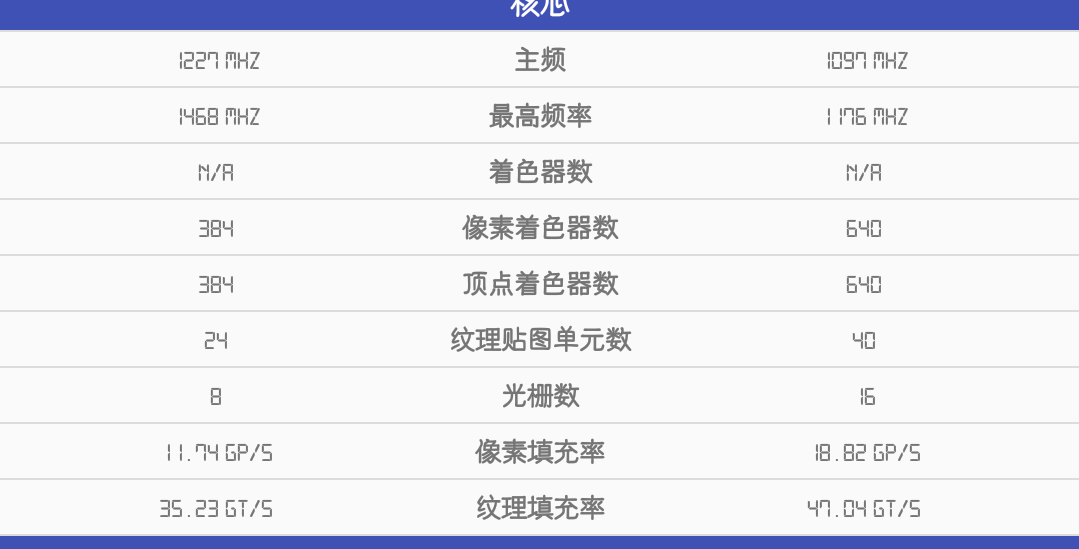 核芯
1227 MHZ 主频 1097 MHZ
1468 MHZ 最高频率 1176 MHZ
N/A 着色器数 N/A
384 像素着色器数 640
384 顶点着色器数 640
24 纹理贴图单元数 40
8 光栅数 16
11.74 GP/S 像素填充率 18.82 GP/S
35.23 GT/S 纹理填充率 47.04 GT/S